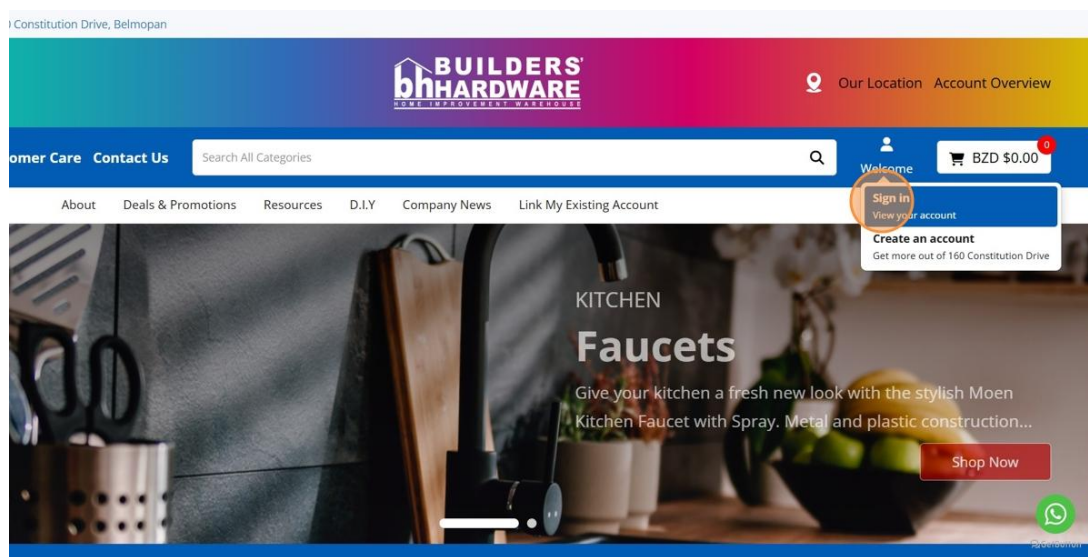 Constitution Drive, Belmopan
BUILDERS'
bh HARDWARE
HOME IMPROVEMENT WAREHOUSE
Our Location Account Overview
omer Care Contact Us
Search All Categories
Welcome
0
BZD $0.00
About Deals & Promotions Resources D.I.Y Company News Link My Existing Account
Sign in
View your account
Create an account
Get more out of 160 Constitution Drive
KITCHEN
Faucets
Give your kitchen a fresh new look with the stylish Moen
Kitchen Faucet with Spray. Metal and plastic construction...
Shop Now